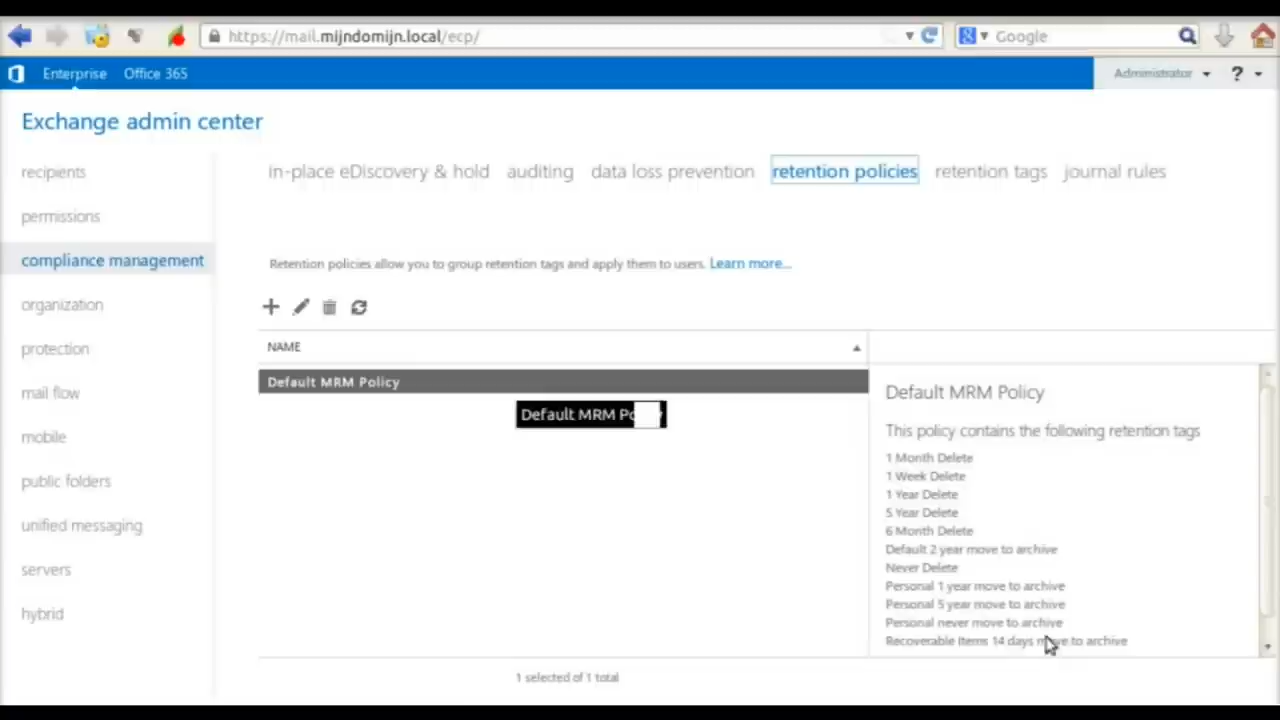 https://mail.mijndomijn.local/ecp/
Google
Enterprise Office 365
Administrator ?
Exchange admin center
recipients
permissions
compliance management
organization
protection
mail flow
mobile
public folders
unified messaging
servers
hybrid
in-place eDiscovery & hold auditing data loss prevention retention policies retention tags journal rules
Retention policies allow you to group retention tags and apply them to users. Learn more...
NAME
Default MRM Policy
Default MRM
Default MRM Policy
This policy contains the following retention tags
1 Month Delete
1 Week Delete
1 Year Delete
5 Year Delete
6 Month Delete
Default 2 year move to archive
Never Delete
Personal 1 year move to archive
Personal 5 year move to archive
Personal never move to archive
Recoverable Items 14 days move to archive
1 selected of 1 total